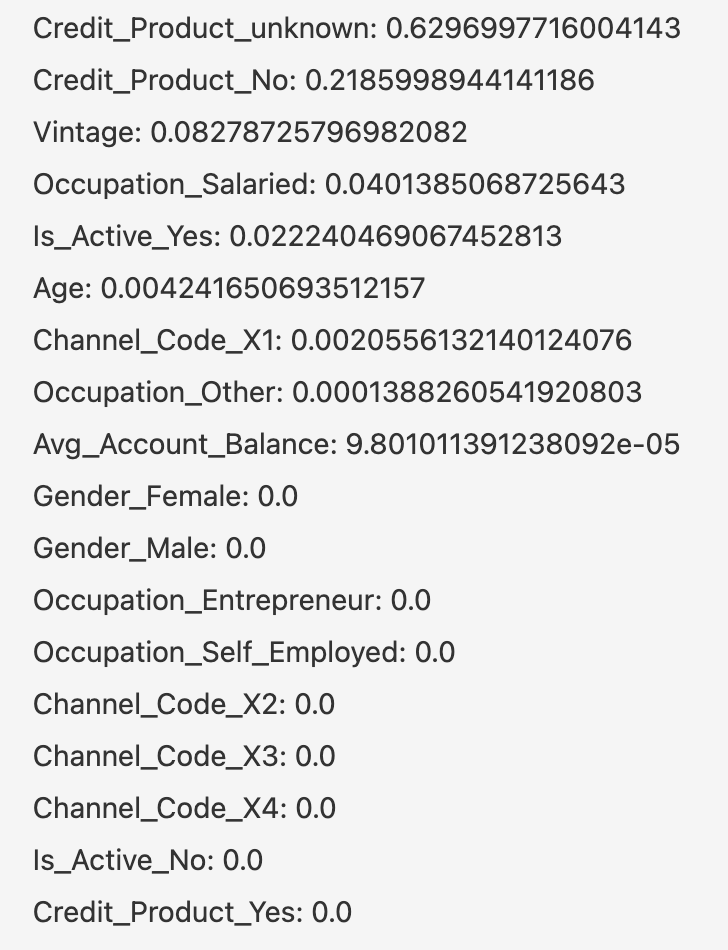 Credit_Product_unknown: 0.6296997716004143
Credit_Product_No: 0.2185998944141186
Vintage: 0.08278725796982082
Occupation_Salaried: 0.0401385068725643
Is_Active_Yes: 0.022240469067452813
Age: 0.004241650693512157
Channel_Code_X1: 0.0020556132140124076
Occupation_Other: 0.0001388260541920803
Avg_Account_Balance: 9.801011391238092e-05
Gender_Female: 0.0
Gender_Male: 0.0
Occupation_Entrepreneur: 0.0
Occupation_Self_Employed: 0.0
Channel_Code_X2: 0.0
Channel_Code_X3: 0.0
Channel_Code_X4: 0.0
Is_Active_No: 0.0
Credit_Product_Yes: 0.0